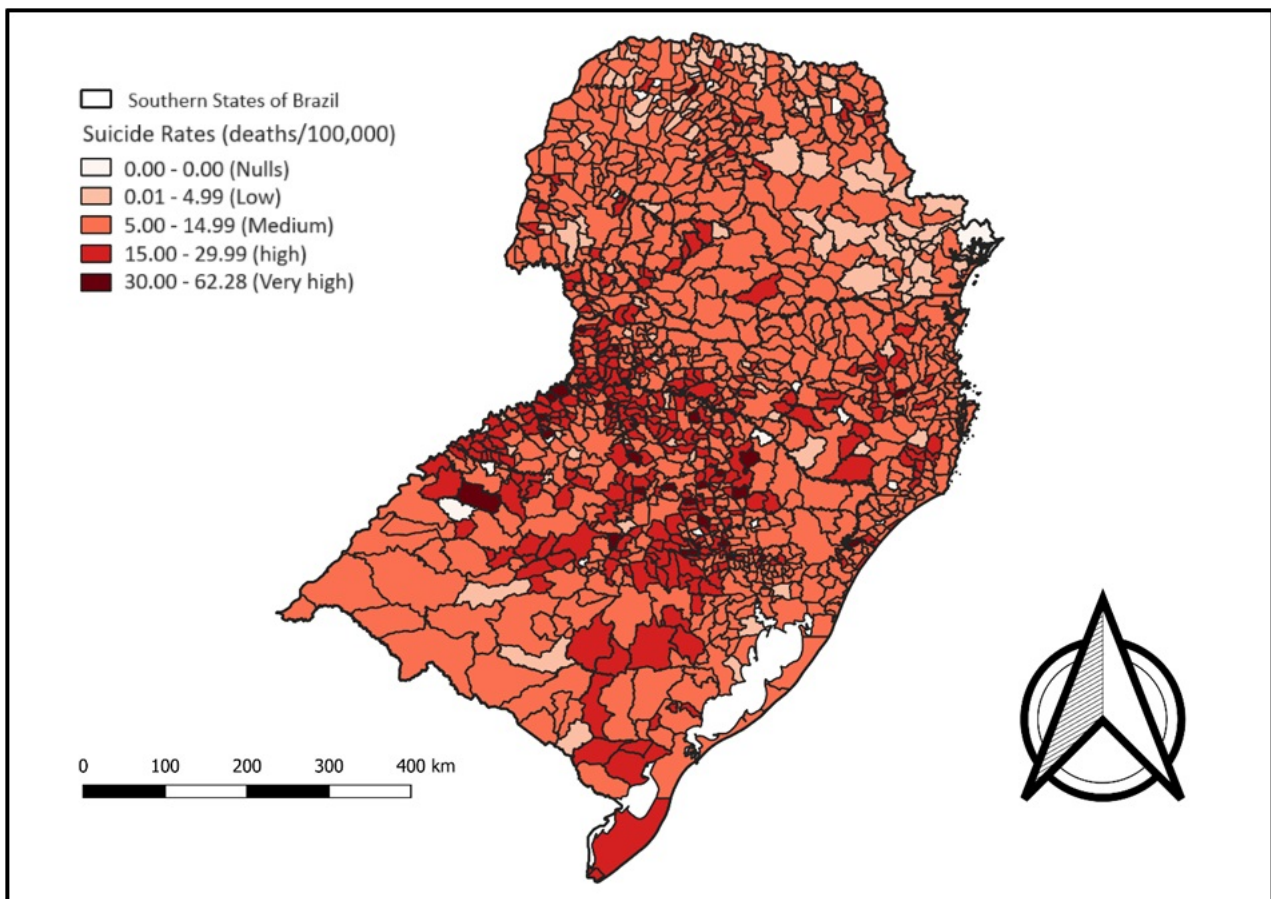 Southern States of Brazil
Suicide Rates (deaths/100,000)
0.00 - 0.00 (Nulls)
0.01 - 4.99 (Low)
5.00 - 14.99 (Medium)
15.00 - 29.99 (high)
30.00 - 62.28 (Very high)
0 100 200 300 400 km